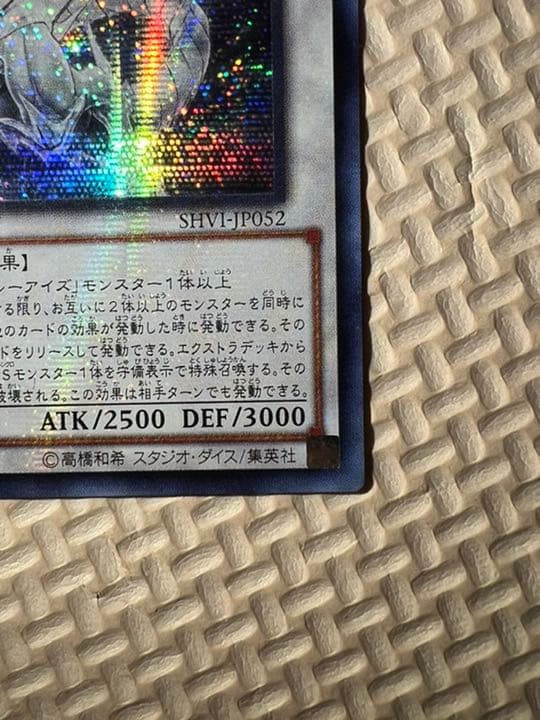 SHVI-JP052
果】
ーアイズ」モンスター1体以上
る限り、お互いに2体以上のモンスターを同時に
のカードの効果が発動した時に発動できる。その
ドをリリースして発動できる。エクストラデッキから
Sモンスター1体を守備表示で特殊召喚する。その
破壊される。この効果は相手ターンでも発動できる。
ATK/2500 DEF/3000
©高橋和希 スタジオ・ダイス/集英社